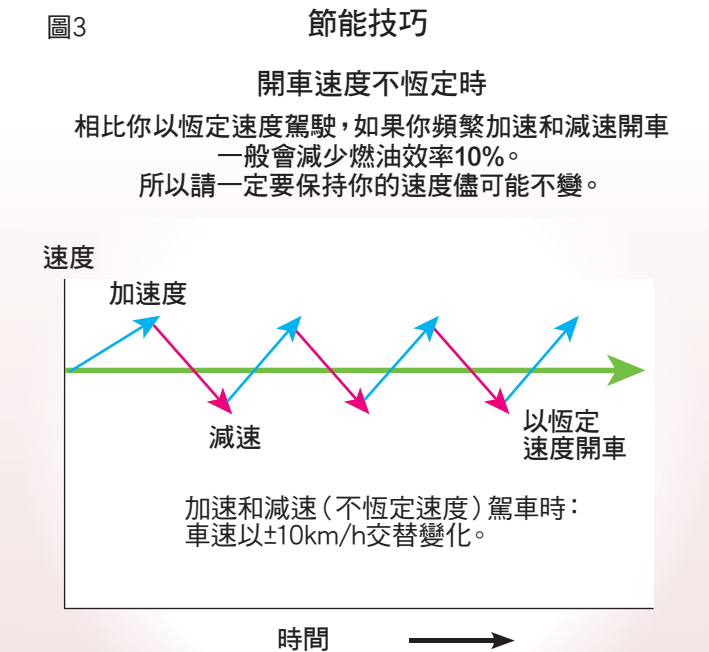 圖3
節能技巧
開車速度不恆定時
相比你以恆定速度駕駛，如果你頻繁加速和減速開車
一般會減少燃油效率10%。
所以請一定要保持你的速度儘可能不變。
速度
加速度
減速
以恆定
速度開車
加速和減速（不恆定速度）駕車時：
車速以±10km/h交替變化。
時間